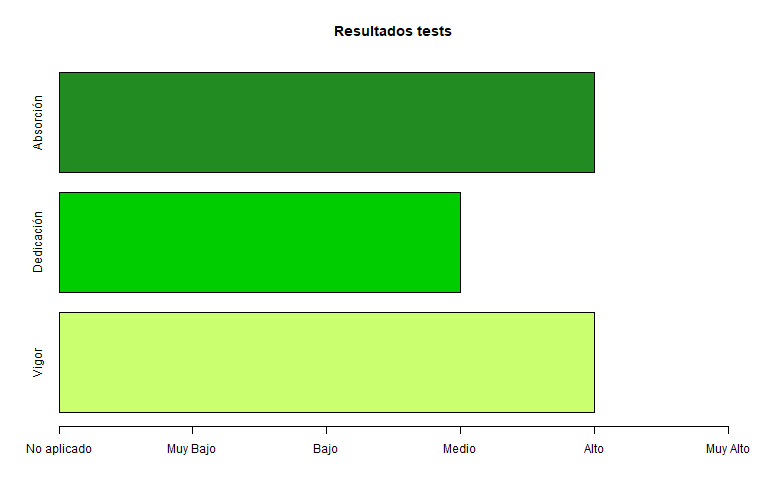 Resultados tests
Absorción
Dedicación
Vigor
No aplicado
Muy Bajo
Bajo
Medio
Alto
Muy Alto